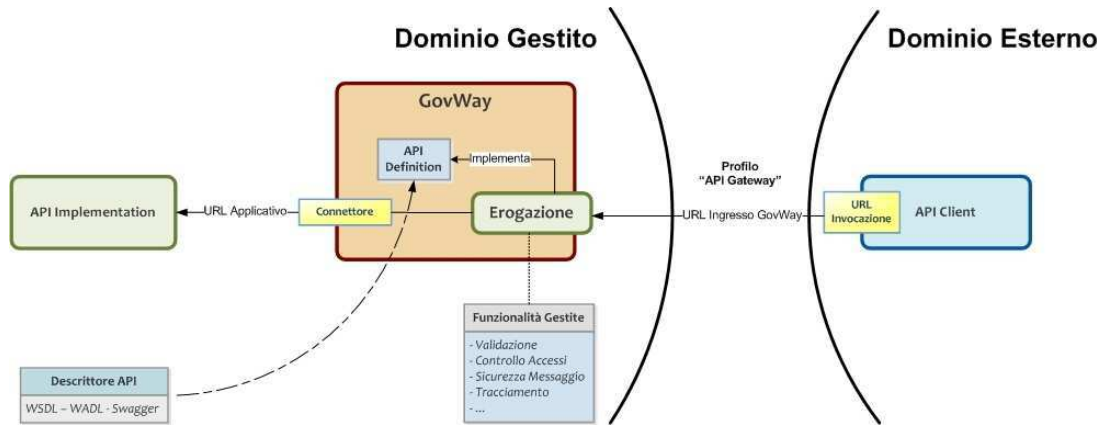 Dominio Gestito
Dominio Esterno
GovWay
API
Definition
Implementa
Profilo
“API Gateway”
API Implementation
URL Applicativo
Connettore
Erogazione
URL Ingresso GovWay
URL
Invocazione
API Client
Funzionalità Gestite
- Validazione
- Controllo Accessi
- Sicurezza Messaggio
- Tracciamento
- ...
Descrittore API
WSDL – WADL - Swagger